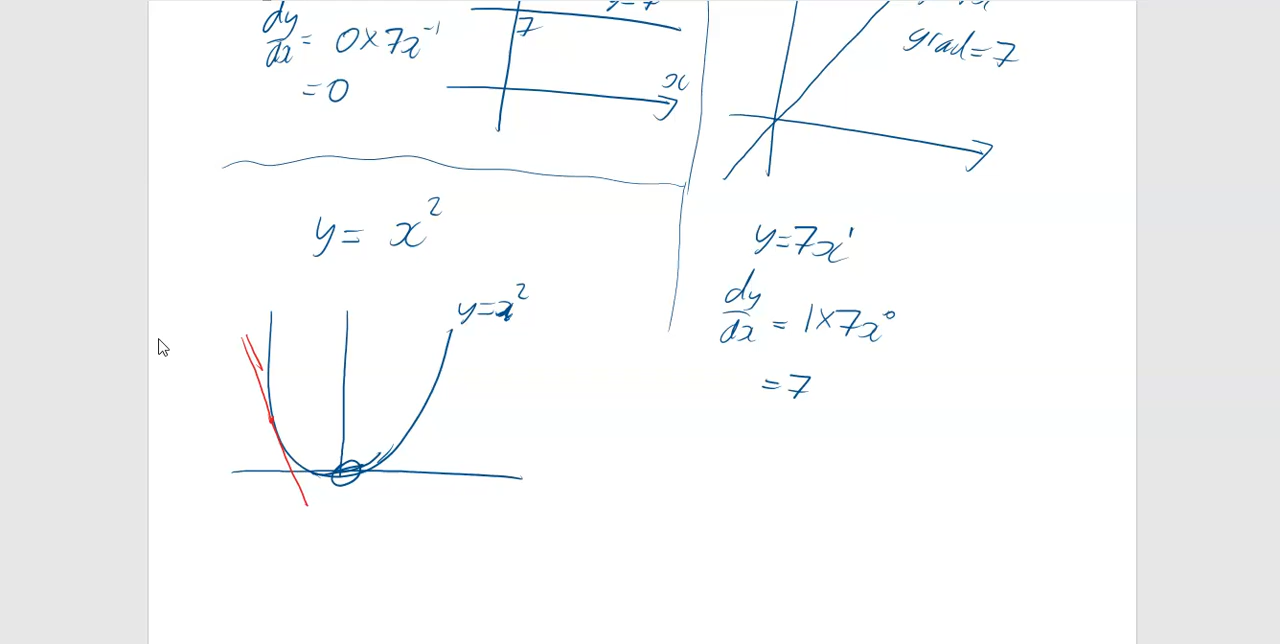 dy/dx = 0×7x⁻¹
= 0
7
x
grad=7
y = x²
y=x²
y=7x¹
dy/dx = 1×7x⁰
= 7